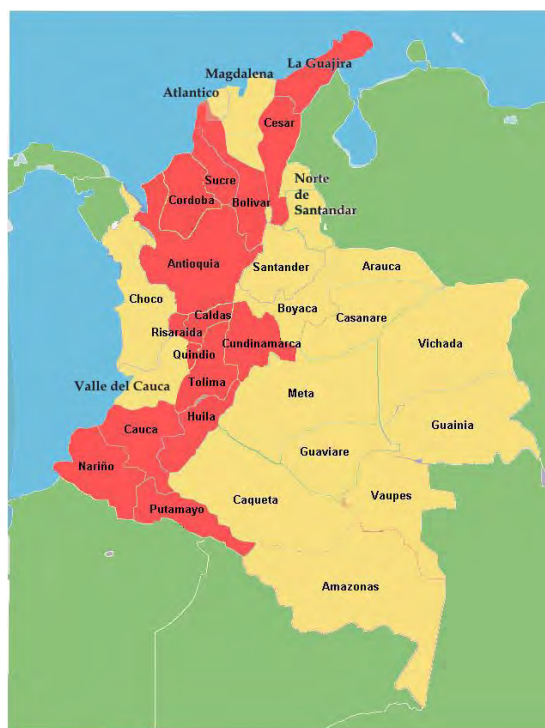 La Guajira
Magdalena
Atlantico
Cesar
Norte
de
Santandar
Sucre
Cordoba
Bolivar
Antioquia
Santander
Arauca
Choco
Boyaca
Casanare
Caldas
Risaraida
Cundinamarca
Vichada
Quindio
Valle del Cauca
Tolima
Meta
Huila
Cauca
Guainia
Guaviare
Nariño
Caqueta
Vaupes
Putamayo
Amazonas